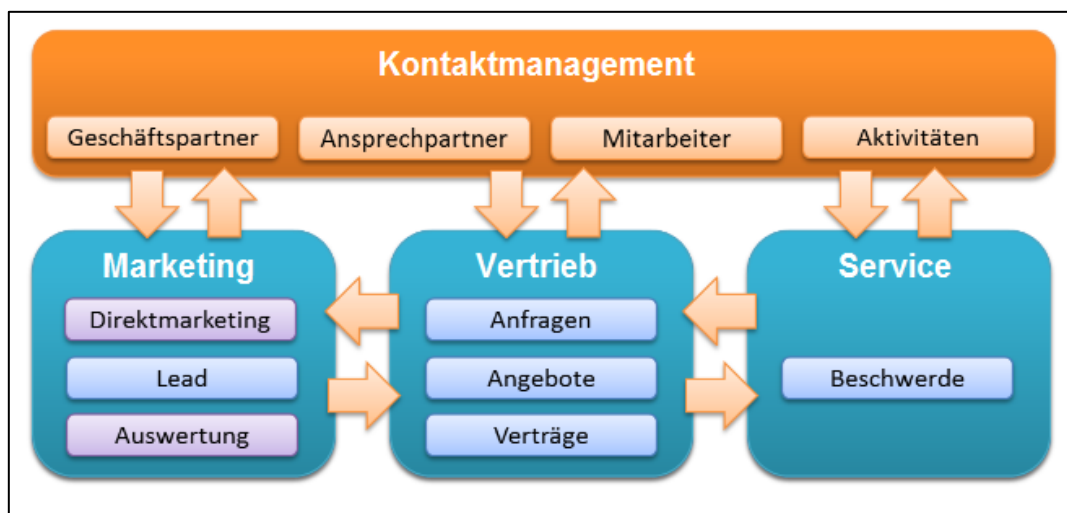 Kontaktmanagement
Geschäftspartner
Ansprechpartner
Mitarbeiter
Aktivitäten
Marketing
Direktmarketing
Lead
Auswertung
Vertrieb
Anfragen
Angebote
Verträge
Service
Beschwerde